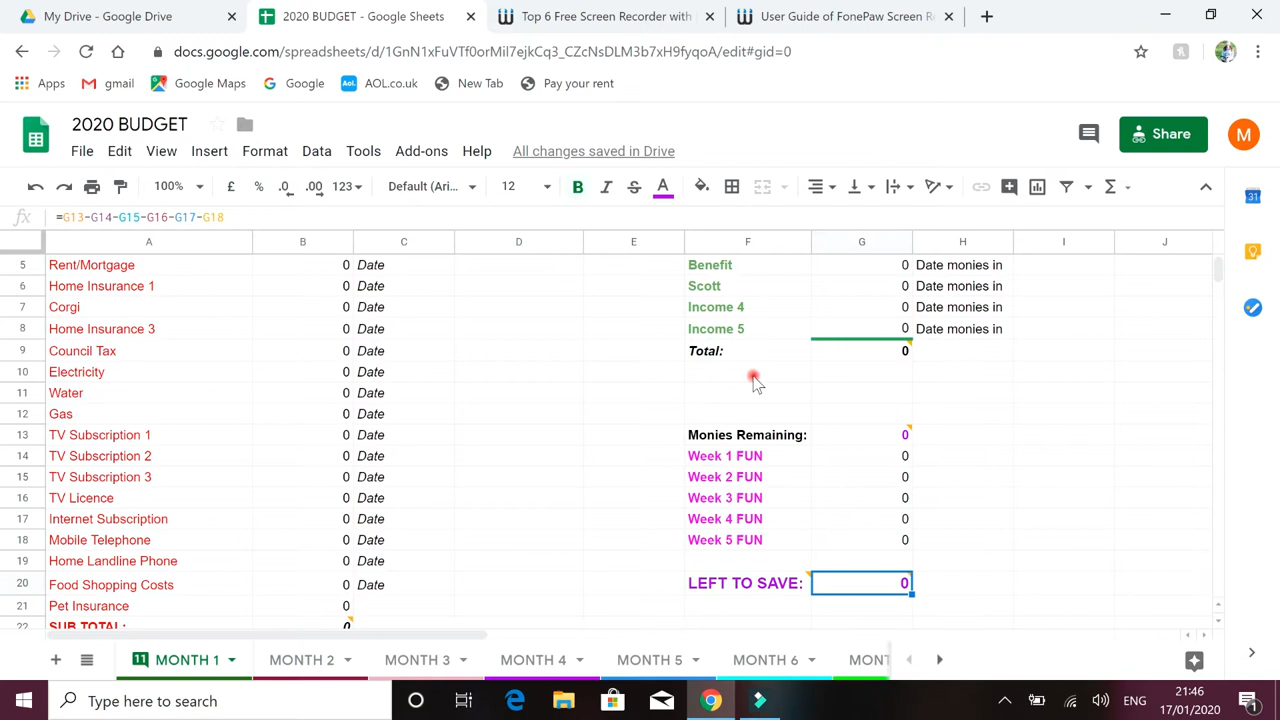 My Drive - Google Drive
2020 BUDGET - Google Sheets
Top 6 Free Screen Recorder with
User Guide of FonePaw Screen R
docs.google.com/spreadsheets/d/1GnN1xFuVTf0orMil7ejkCq3_CZcNsDLM3b7xH9fyqoA/edit#gid=0
Apps gmail Google Maps Google Aol. AOL.co.uk New Tab Pay your rent
2020 BUDGET
Share
M
File Edit View Insert Format Data Tools Add-ons Help All changes saved in Drive
100% £ % .0 .00 123 Default (Ari... 12 B I S A Σ
31
fx =G13-G14-G15-G16-G17-G18
A B C D E F G H I J
5 Rent/Mortgage 0 Date Benefit 0 Date monies in
6 Home Insurance 1 0 Date Scott 0 Date monies in
7 Corgi 0 Date Income 4 0 Date monies in
8 Home Insurance 3 0 Date Income 5 0 Date monies in
9 Council Tax 0 Date Total: 0
10 Electricity 0 Date
11 Water 0 Date
12 Gas 0 Date
13 TV Subscription 1 0 Date Monies Remaining: 0
14 TV Subscription 2 0 Date Week 1 FUN 0
15 TV Subscription 3 0 Date Week 2 FUN 0
16 TV Licence 0 Date Week 3 FUN 0
17 Internet Subscription 0 Date Week 4 FUN 0
18 Mobile Telephone 0 Date Week 5 FUN 0
19 Home Landline Phone 0 Date
20 Food Shopping Costs 0 Date LEFT TO SAVE: 0
21 Pet Insurance 0
22 SUB TOTAL: 0
11 MONTH 1 MONTH 2 MONTH 3 MONTH 4 MONTH 5 MONTH 6 MONT
Type here to search
ENG
21:46
17/01/2020
1